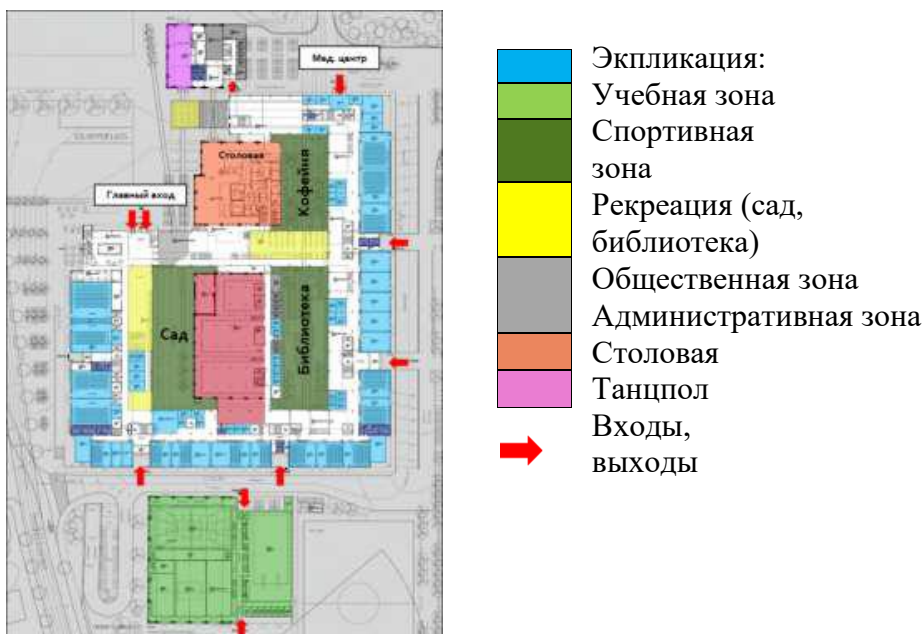 Мед. центр
Столовая
Кофейня
Главный вход
Сад
Библиотека
Экпликация:
Учебная зона
Спортивная
зона
Рекреация (сад,
библиотека)
Общественная зона
Административная зона
Столовая
Танцпол
Входы,
выходы